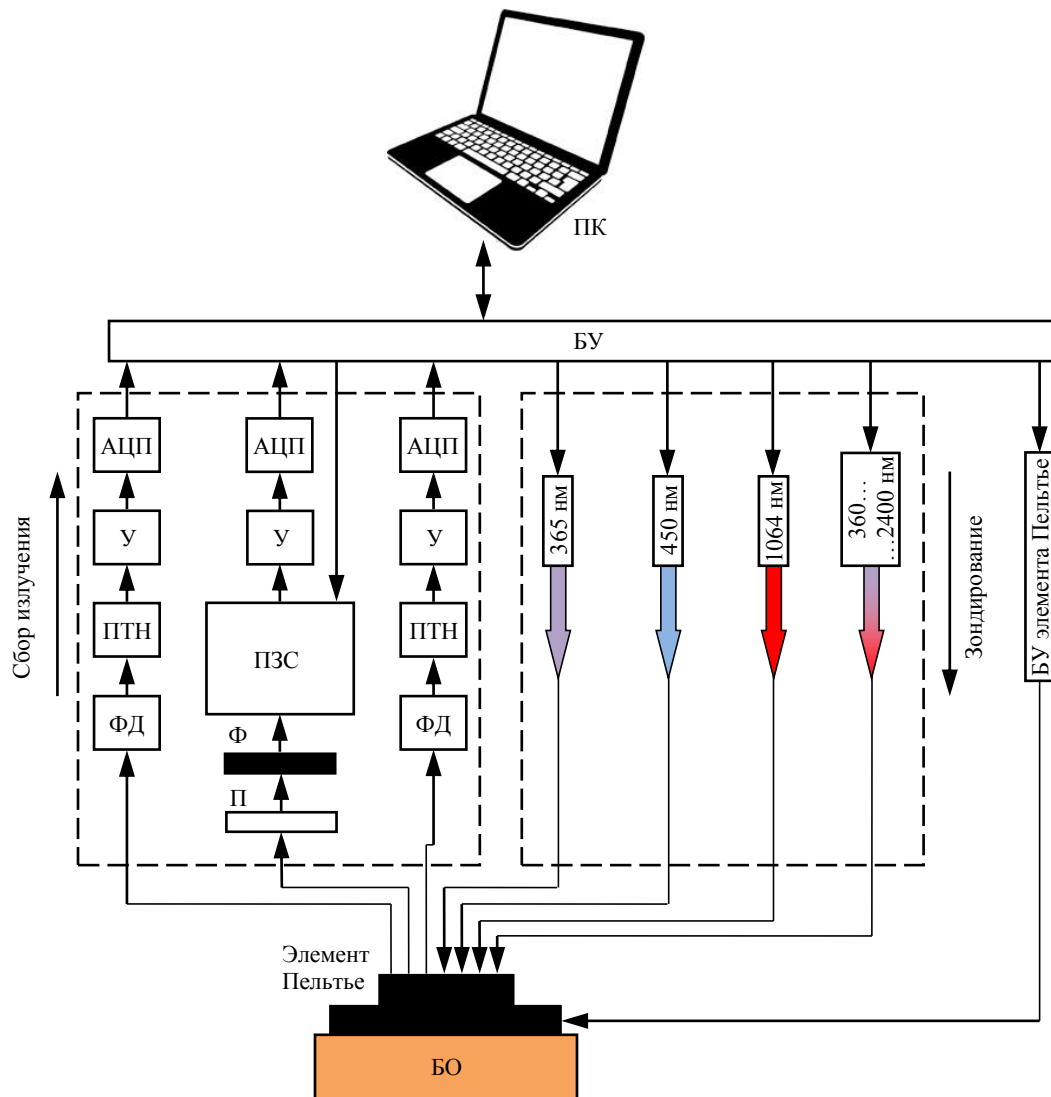 ПК
БУ
АЦП
АЦП
АЦП
У
У
У
ПТН
ПЗС
ПТН
ФД
ФД
Ф
П
Сбор излучения
365 нм
450 нм
1064 нм
360…
…2400 нм
Зондирование
БУ элемента Пельтье
Элемент
Пельтье
БО